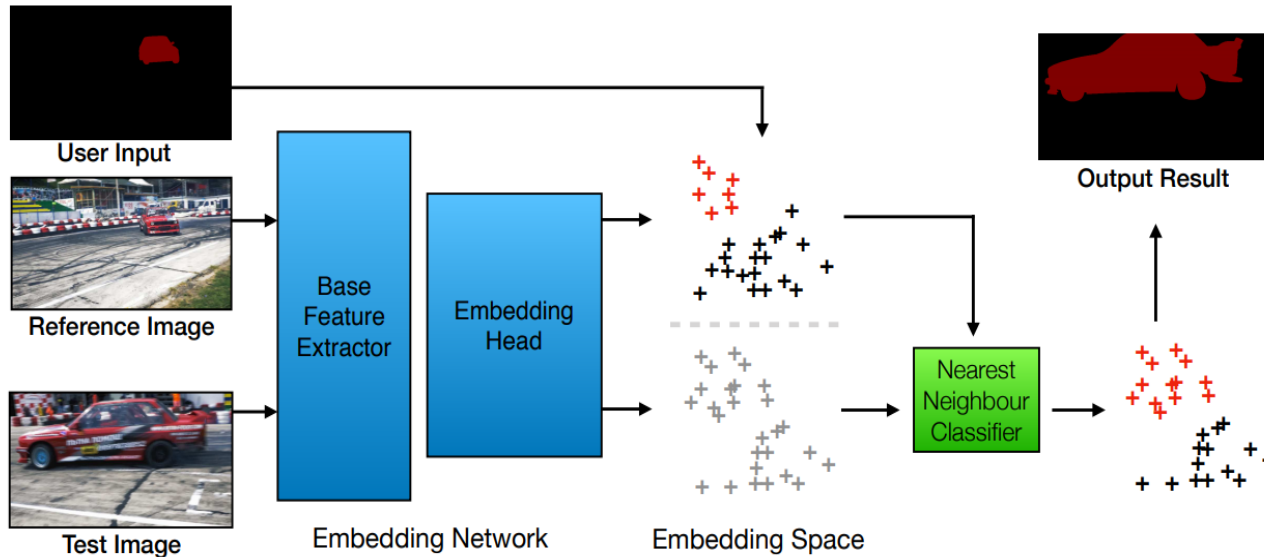 User Input
Reference Image
Test Image
Base
Feature
Extractor
Embedding
Head
Embedding Network
Embedding Space
Nearest
Neighbour
Classifier
Output Result